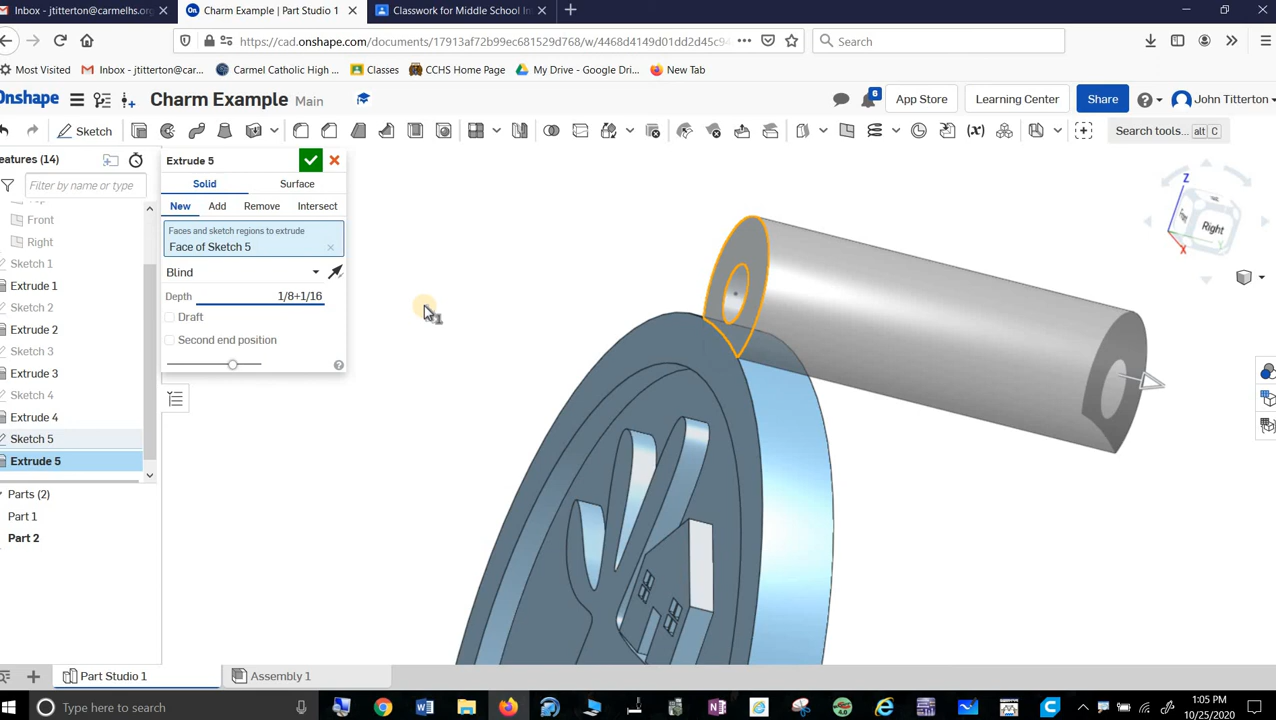 Inbox - jtitterton@carmelhs.org
Charm Example | Part Studio 1
Classwork for Middle School In
https://cad.onshape.com/documents/17913af72b99ec681529d768/w/4468d4149d01dd2d45c94
Search
Most Visited
Inbox - jtitterton@car...
Carmel Catholic High ...
Classes
CCHS Home Page
My Drive - Google Dri...
New Tab
Onshape
Charm Example
Main
6
App Store
Learning Center
Share
John Titterton
Sketch
Search tools...
alt
C
eatures (14)
Filter by name or type
Front
Right
Sketch 1
Extrude 1
Sketch 2
Extrude 2
Sketch 3
Extrude 3
Sketch 4
Extrude 4
Sketch 5
Extrude 5
Parts (2)
Part 1
Part 2
Extrude 5
Solid
Surface
New
Add
Remove
Intersect
Faces and sketch regions to extrude
Face of Sketch 5
Blind
Depth
1/8+1/16
Draft
Second end position
Z
Front
Right
X
Part Studio 1
Assembly 1
Type here to search
1:05 PM
10/25/2020